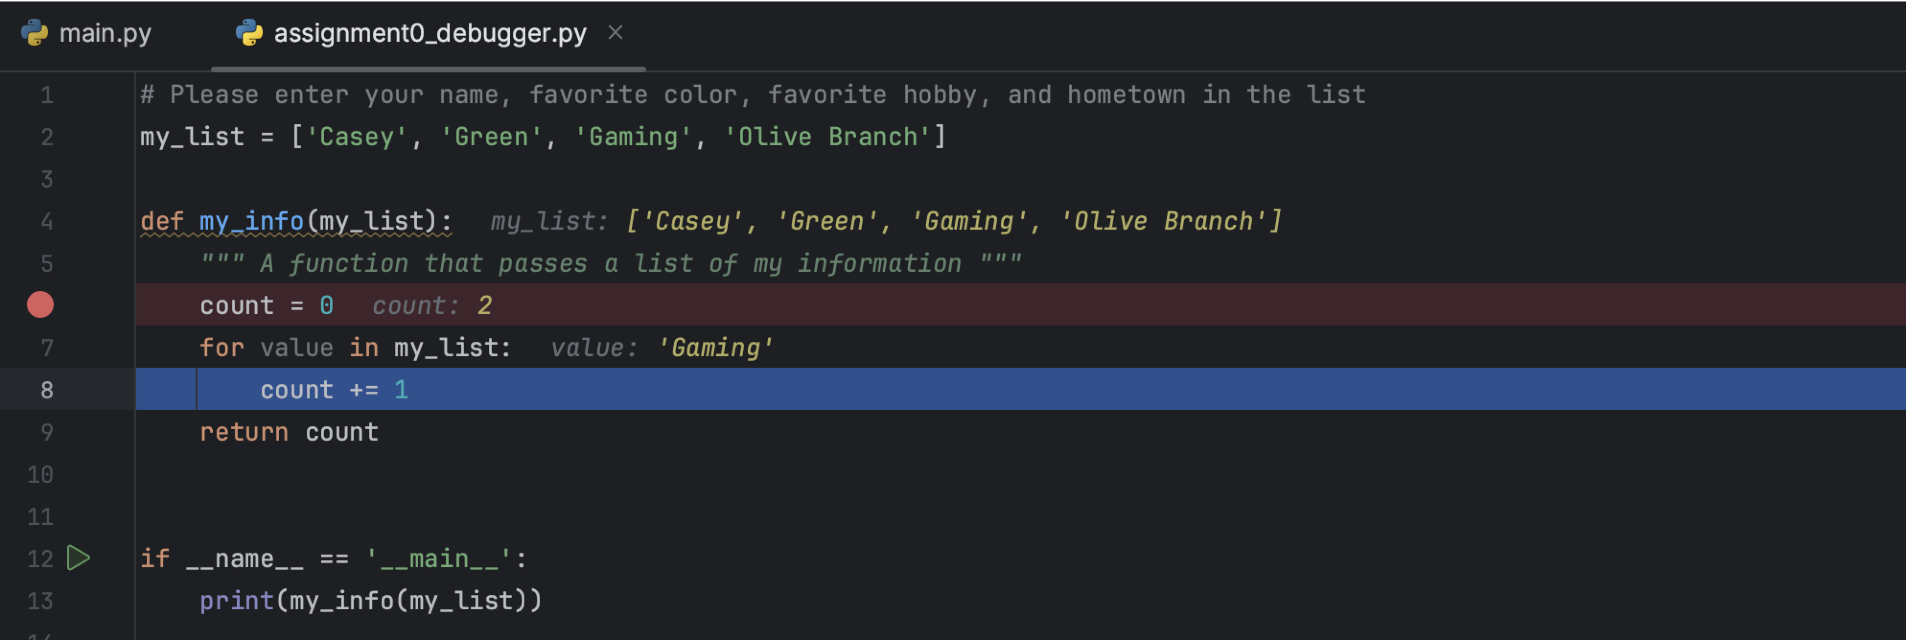 main.py assignment0_debugger.py ×
1 # Please enter your name, favorite color, favorite hobby, and hometown in the list
2 my_list = ['Casey', 'Green', 'Gaming', 'Olive Branch']
3
4 def my_info(my_list): my_list: ['Casey', 'Green', 'Gaming', 'Olive Branch']
5 """ A function that passes a list of my information """
count = 0 count: 2
7 for value in my_list: value: 'Gaming'
8 count += 1
9 return count
10
11
12 if __name__ == '__main__':
13 print(my_info(my_list))